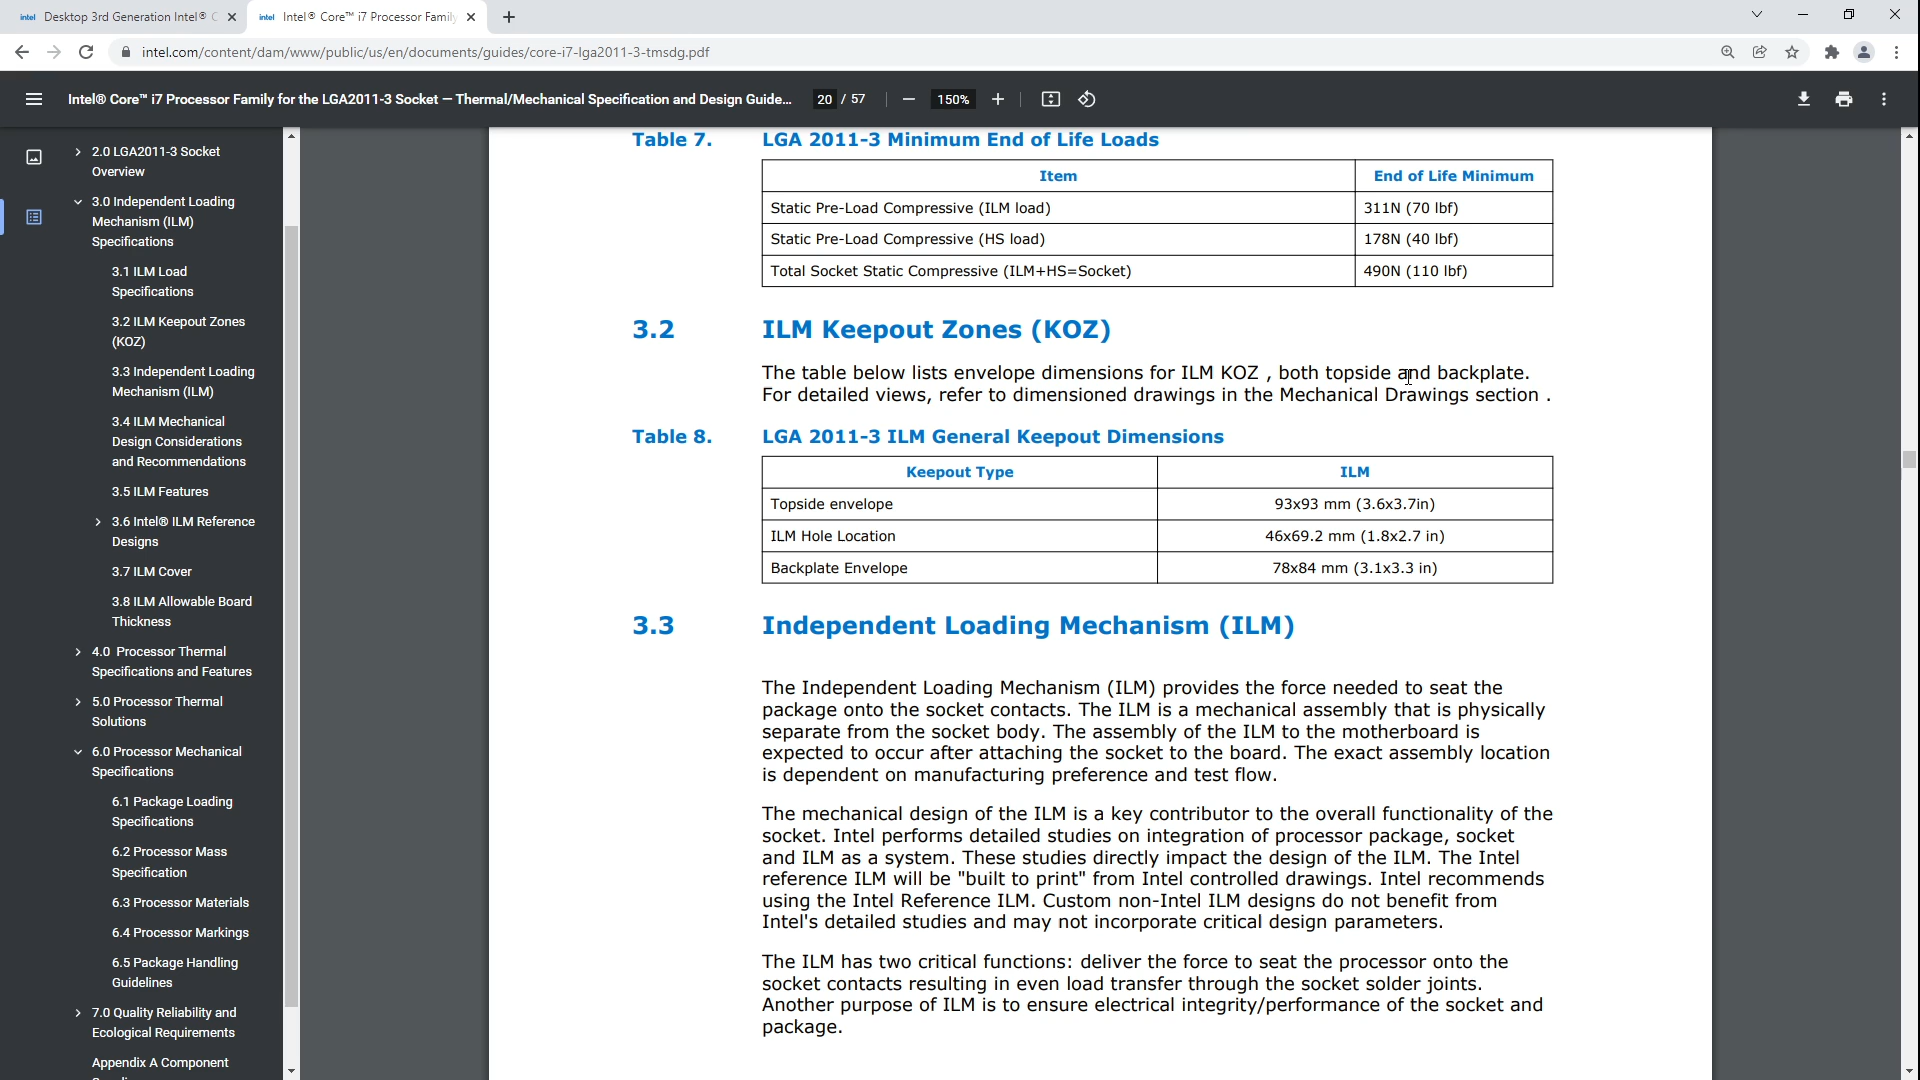 intel Desktop 3rd Generation Intel® C
intel Intel® Core™ i7 Processor Family
intel.com/content/dam/www/public/us/en/documents/guides/core-i7-lga2011-3-tmsdg.pdf
Intel® Core™ i7 Processor Family for the LGA2011-3 Socket — Thermal/Mechanical Specification and Design Guide...
20 / 57
150%
2.0 LGA2011-3 Socket
Overview
3.0 Independent Loading
Mechanism (ILM)
Specifications
3.1 ILM Load
Specifications
3.2 ILM Keepout Zones
(KOZ)
3.3 Independent Loading
Mechanism (ILM)
3.4 ILM Mechanical
Design Considerations
and Recommendations
3.5 ILM Features
3.6 Intel® ILM Reference
Designs
3.7 ILM Cover
3.8 ILM Allowable Board
Thickness
4.0 Processor Thermal
Specifications and Features
5.0 Processor Thermal
Solutions
6.0 Processor Mechanical
Specifications
6.1 Package Loading
Specifications
6.2 Processor Mass
Specification
6.3 Processor Materials
6.4 Processor Markings
6.5 Package Handling
Guidelines
7.0 Quality Reliability and
Ecological Requirements
Appendix A Component
Table 7. LGA 2011-3 Minimum End of Life Loads
Item End of Life Minimum
Static Pre-Load Compressive (ILM load) 311N (70 lbf)
Static Pre-Load Compressive (HS load) 178N (40 lbf)
Total Socket Static Compressive (ILM+HS=Socket) 490N (110 lbf)
3.2 ILM Keepout Zones (KOZ)
The table below lists envelope dimensions for ILM KOZ , both topside and backplate.
For detailed views, refer to dimensioned drawings in the Mechanical Drawings section .
Table 8. LGA 2011-3 ILM General Keepout Dimensions
Keepout Type ILM
Topside envelope 93x93 mm (3.6x3.7in)
ILM Hole Location 46x69.2 mm (1.8x2.7 in)
Backplate Envelope 78x84 mm (3.1x3.3 in)
3.3 Independent Loading Mechanism (ILM)
The Independent Loading Mechanism (ILM) provides the force needed to seat the
package onto the socket contacts. The ILM is a mechanical assembly that is physically
separate from the socket body. The assembly of the ILM to the motherboard is
expected to occur after attaching the socket to the board. The exact assembly location
is dependent on manufacturing preference and test flow.
The mechanical design of the ILM is a key contributor to the overall functionality of the
socket. Intel performs detailed studies on integration of processor package, socket
and ILM as a system. These studies directly impact the design of the ILM. The Intel
reference ILM will be "built to print" from Intel controlled drawings. Intel recommends
using the Intel Reference ILM. Custom non-Intel ILM designs do not benefit from
Intel's detailed studies and may not incorporate critical design parameters.
The ILM has two critical functions: deliver the force to seat the processor onto the
socket contacts resulting in even load transfer through the socket solder joints.
Another purpose of ILM is to ensure electrical integrity/performance of the socket and
package.